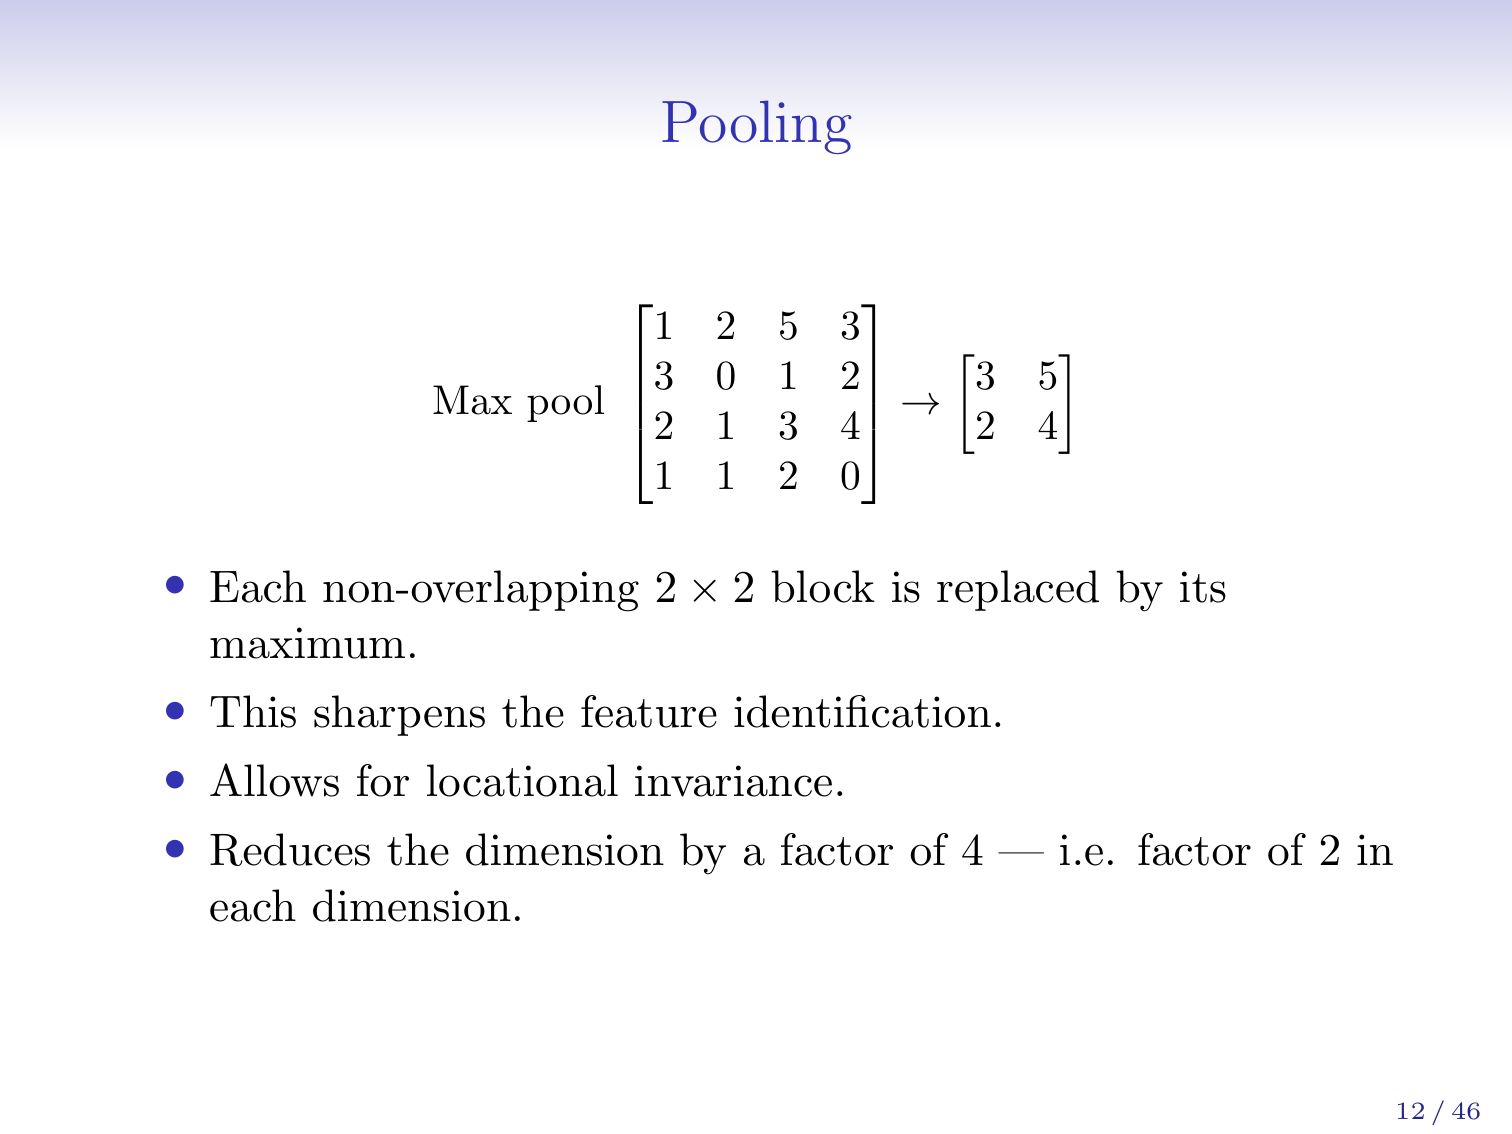 Pooling
1 2 5 3
3 0 1 2
Max pool → 3 5
2 1 3 4
2 4
1 1 2 0
• Each non-overlapping 2 × 2 block is replaced by its
maximum.
• This sharpens the feature identification.
• Allows for locational invariance.
• Reduces the dimension by a factor of 4 — i.e. factor of 2 in
each dimension.
12 / 46